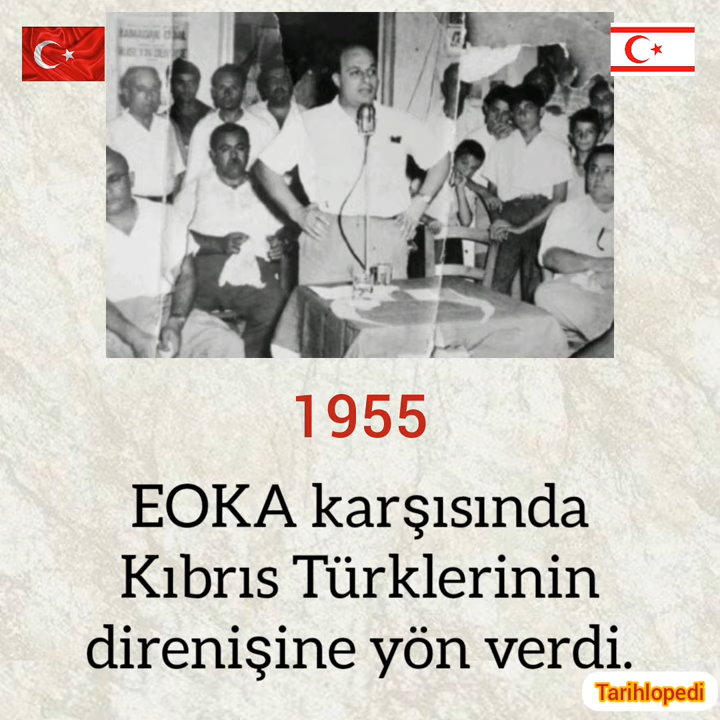 1955
EOKA karşısında
Kıbrıs Türklerinin
direnişine yön verdi.
Tarihlopedi